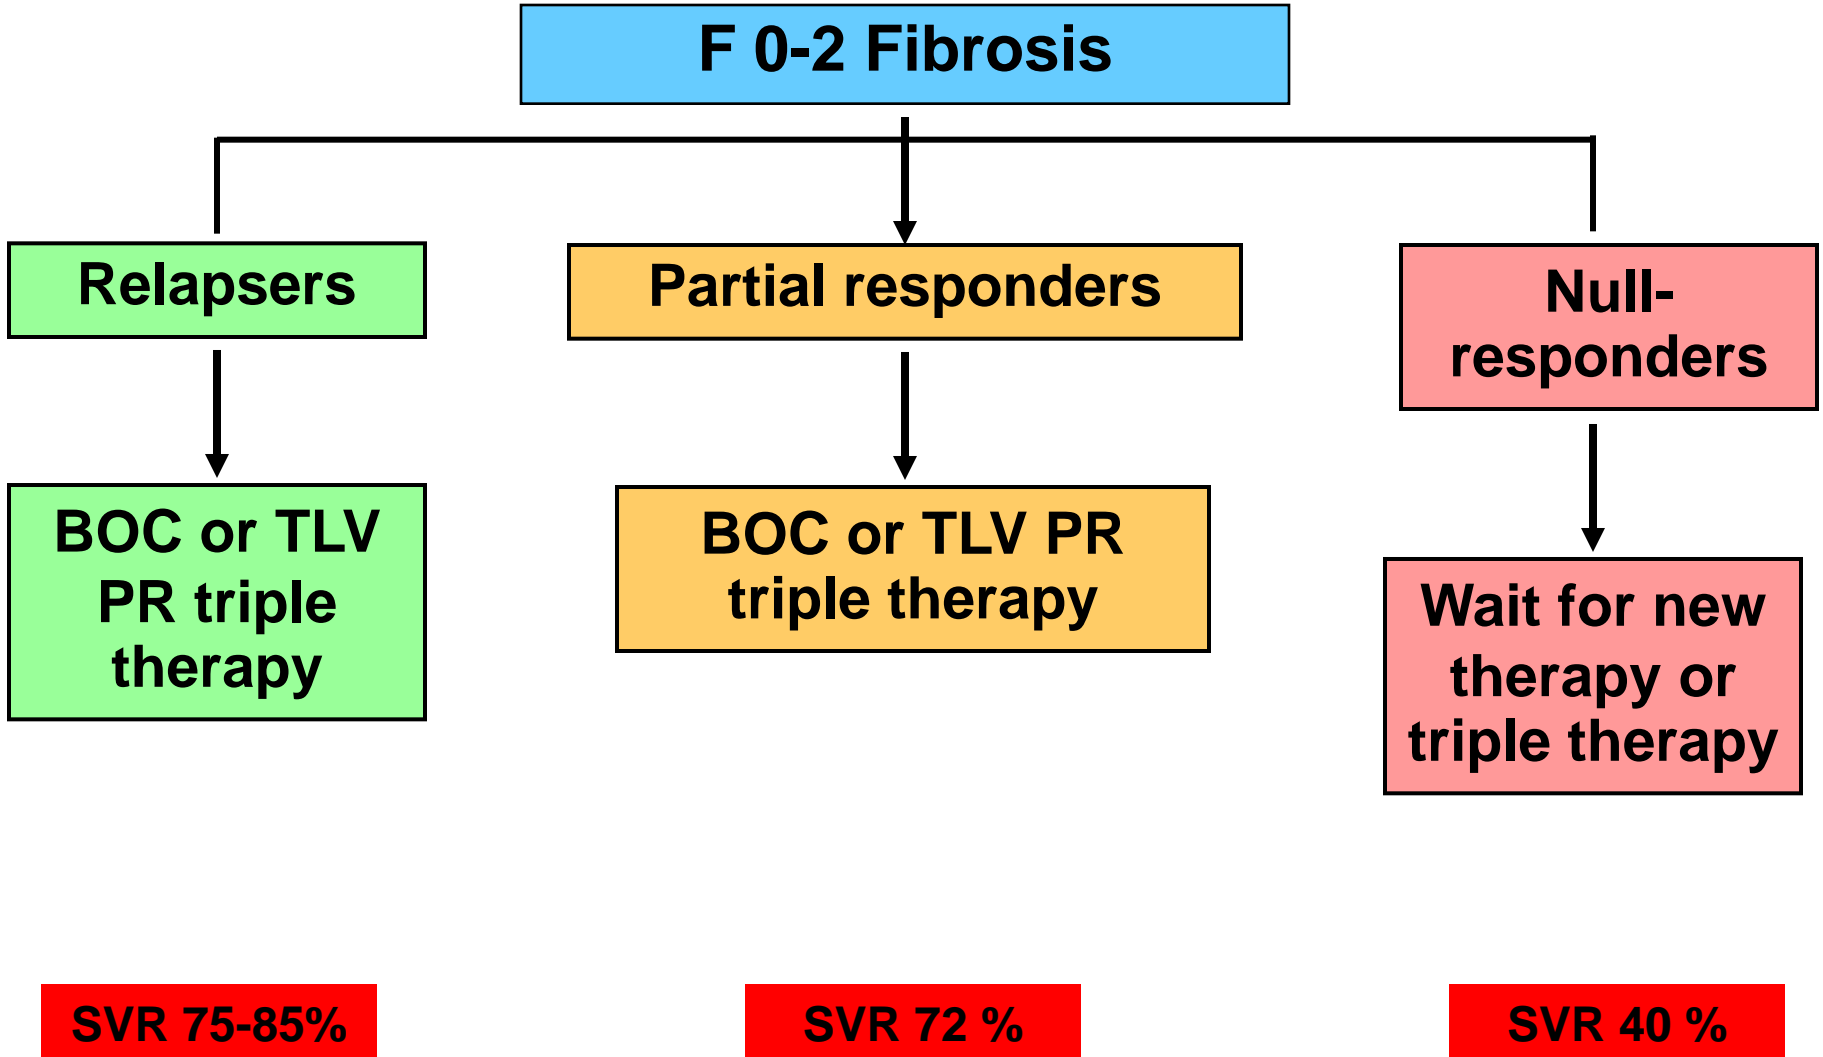 F 0-2 Fibrosis
Relapsers
Partial responders
Null-
responders
BOC or TLV
PR triple
therapy
BOC or TLV PR
triple therapy
Wait for new
therapy or
triple therapy
SVR 75-85%
SVR 72 %
SVR 40 %